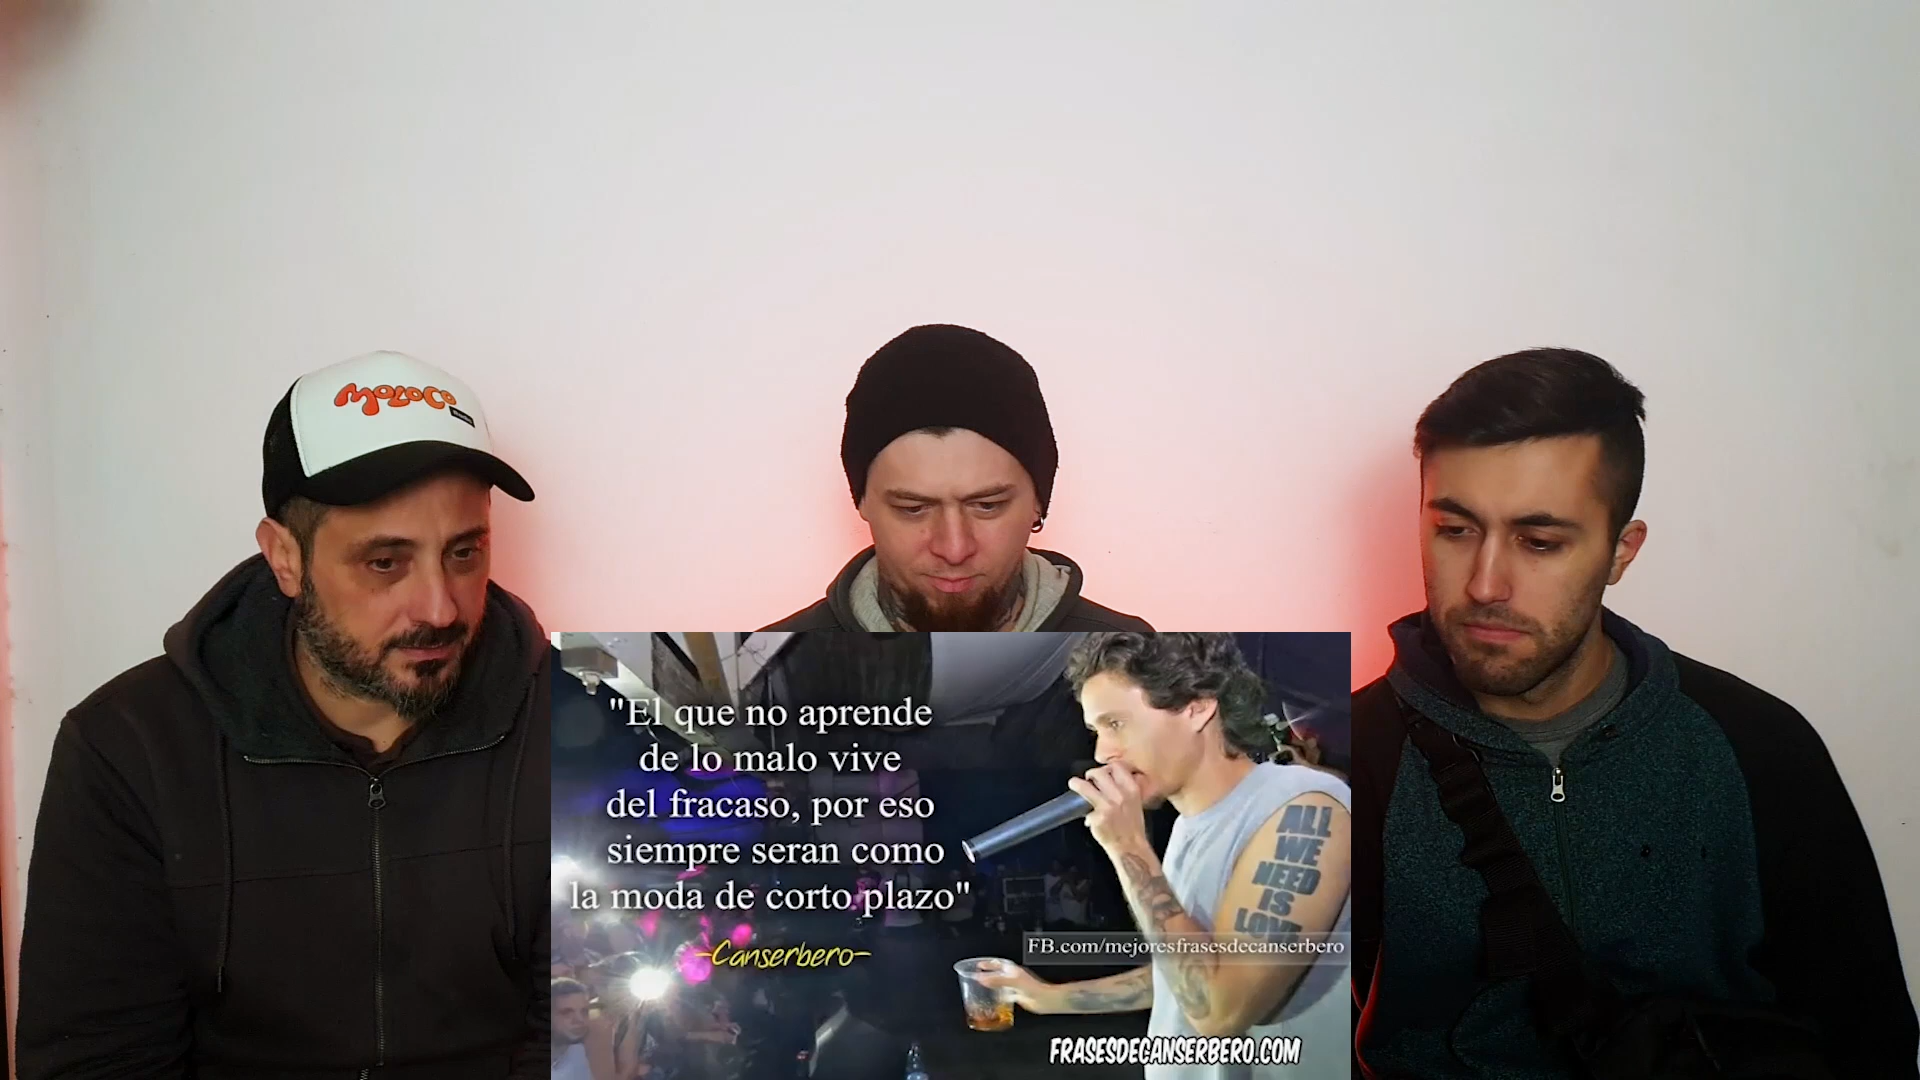 MOLOCO
"El que no aprende
de lo malo vive
del fracaso, por eso
siempre seran como
la moda de corto plazo"
-Canserbero-
ALL
WE
NEED
IS
LOVE
FB.com/mejoresfrasesdecanserbero
FRASESDECANSERBERO.COM